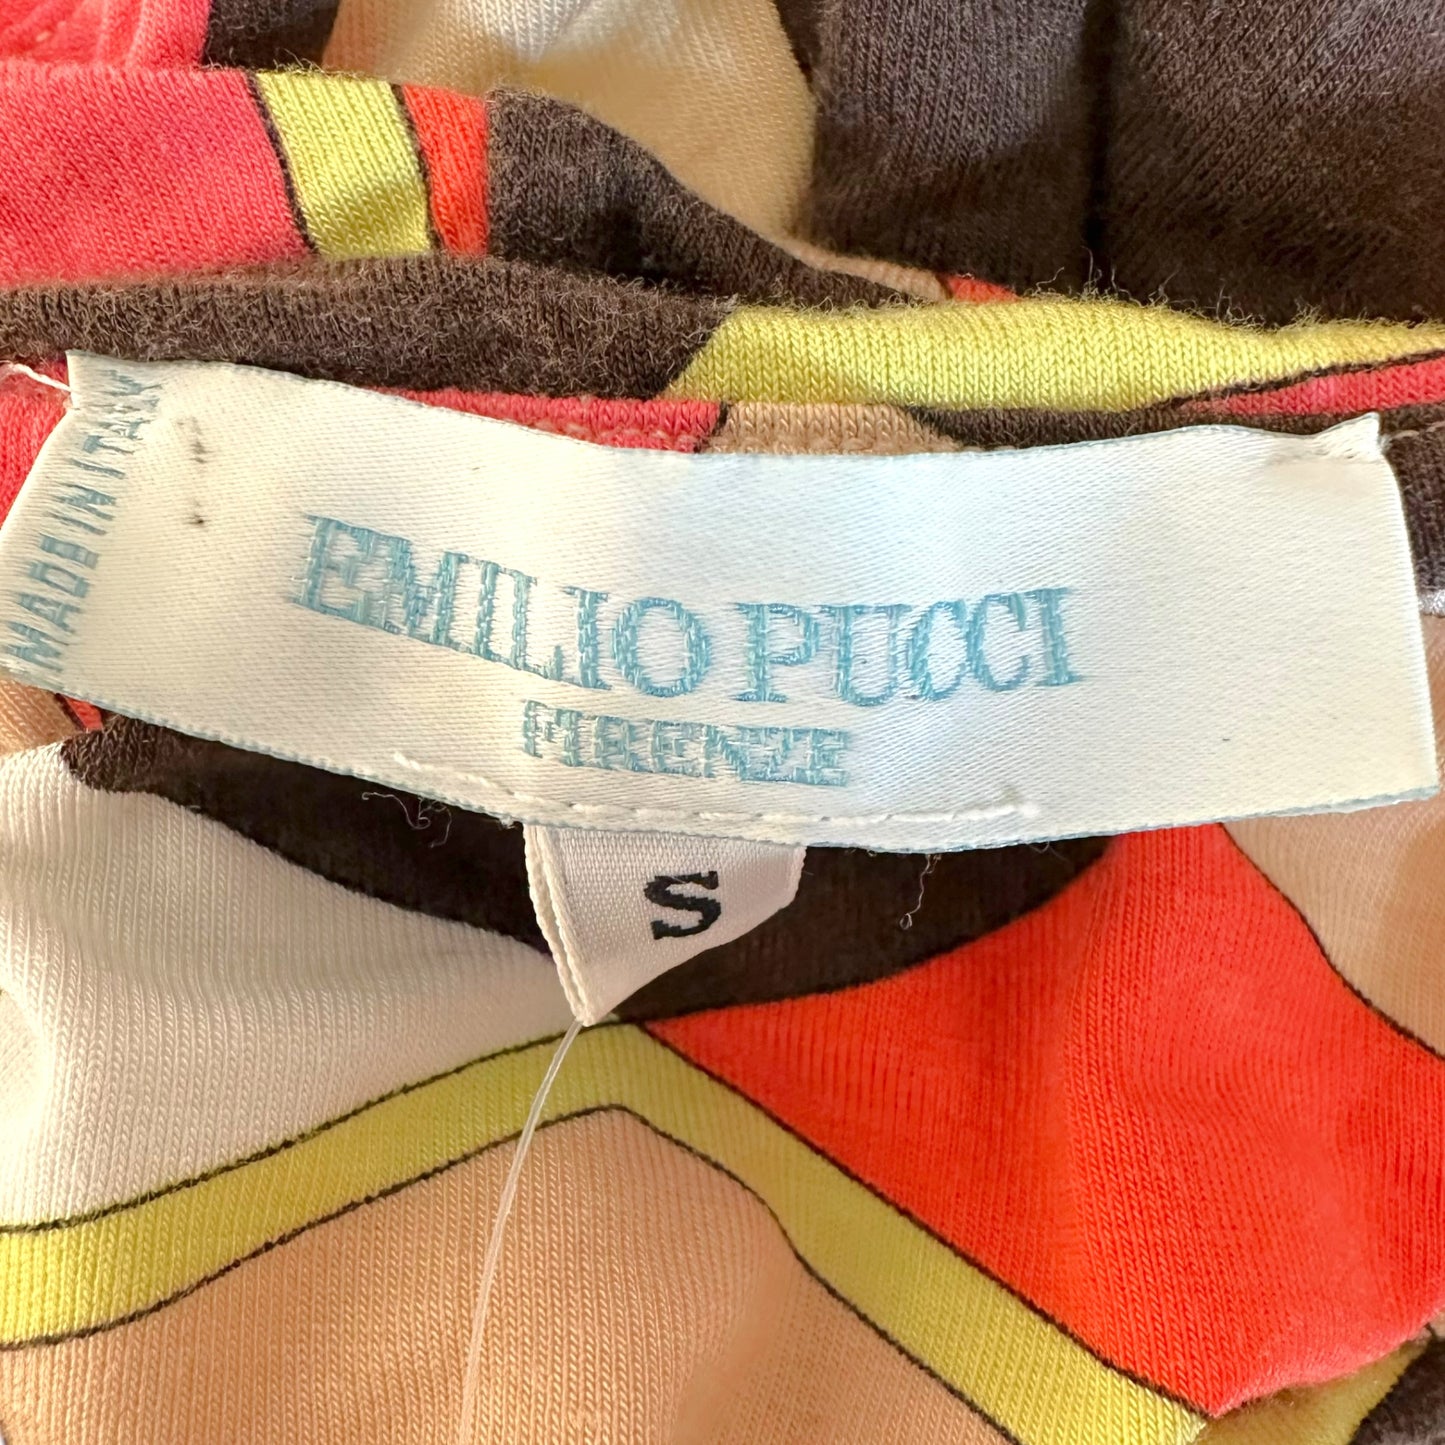 MADE IN ITALY
EMILIO PUCCI
FIRENZE
S